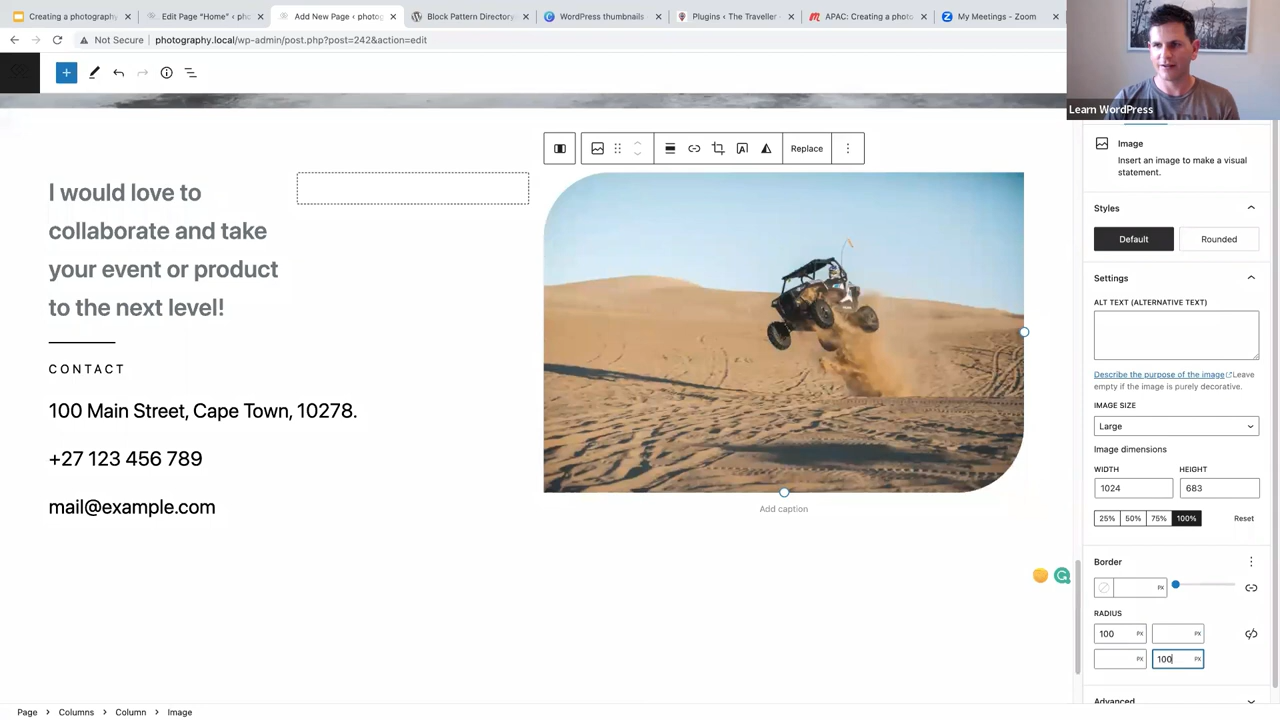 Creating a photography
Edit Page "Home" ‹ pho
Add New Page ‹ photog
Block Pattern Directory
WordPress thumbnails
Plugins ‹ The Traveller
APAC: Creating a photo
My Meetings - Zoom
Not Secure
photography.local/wp-admin/post.php?post=242&action=edit
Learn WordPress
Replace
Image
Insert an image to make a visual
statement.
Styles
Default
Rounded
Settings
ALT TEXT (ALTERNATIVE TEXT)
Describe the purpose of the image Leave
empty if the image is purely decorative.
IMAGE SIZE
Large
Image dimensions
WIDTH
HEIGHT
1024
683
25%
50%
75%
100%
Reset
Border
PX
RADIUS
100 PX
PX
PX
100 PX
Advanced
I would love to
collaborate and take
your event or product
to the next level!
CONTACT
100 Main Street, Cape Town, 10278.
+27 123 456 789
mail@example.com
Add caption
Page
Columns
Column
Image